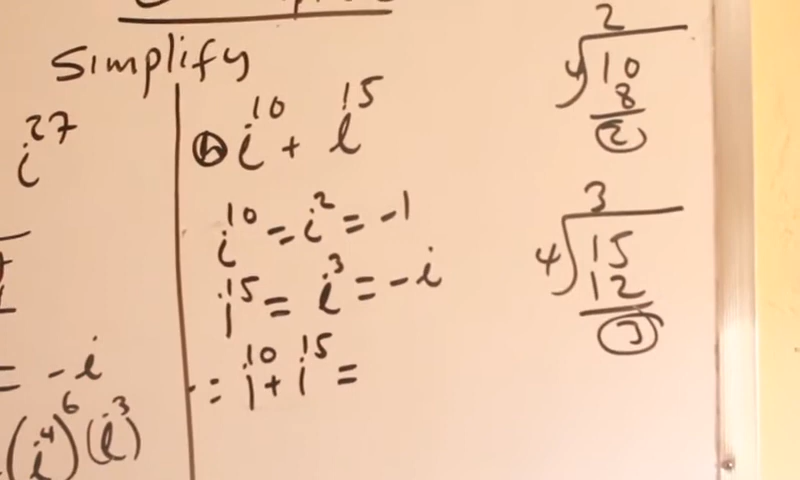 Simplify
i^27
= -i
(i^4)^6 (i^3)
(b) i^10 + i^15
i^10 = i^2 = -1
i^15 = i^3 = -i
= i^10 + i^15 =
2
4 10
8
2
3
4 15
12
3